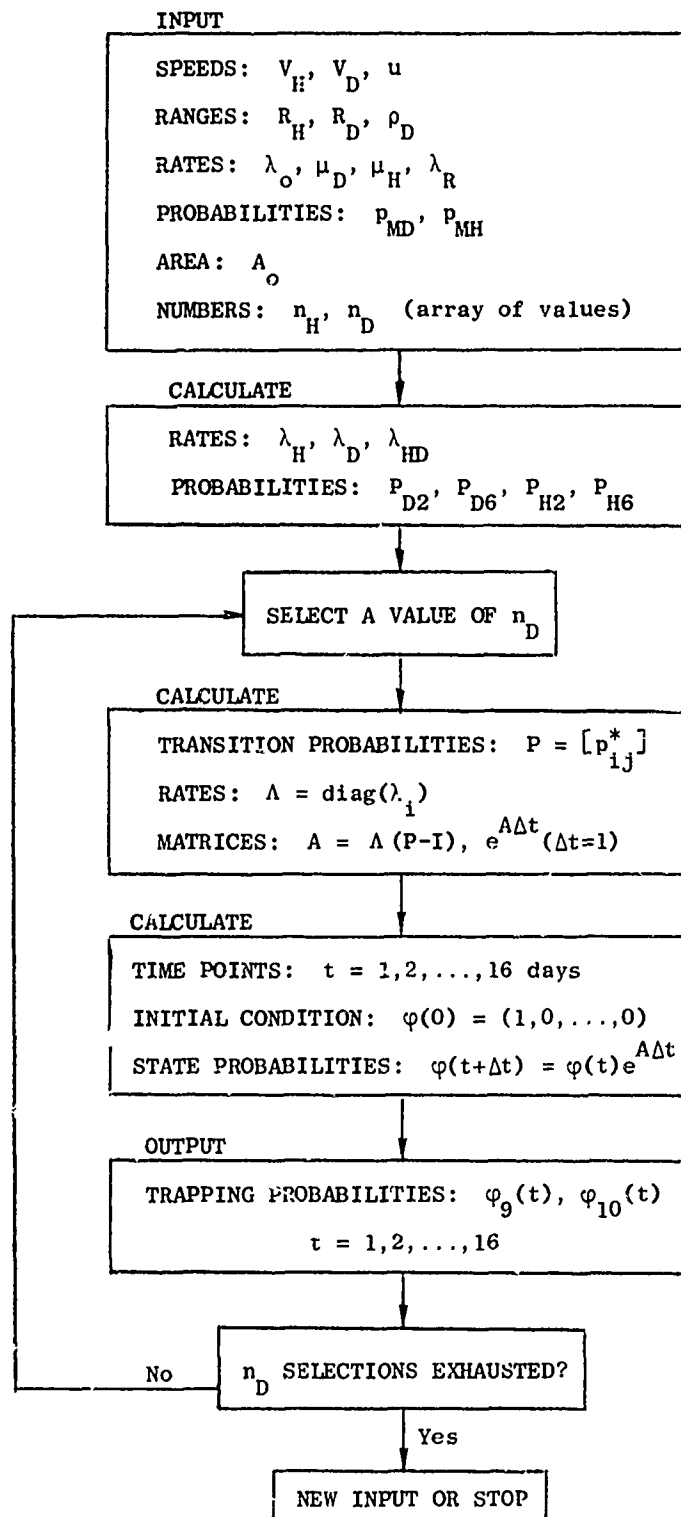 INPUT
SPEEDS: V_H, V_D, u
RANGES: R_H, R_D, ρ_D
RATES: λ_o, μ_D, μ_H, λ_R
PROBABILITIES: p_MD, p_MH
AREA: A_o
NUMBERS: n_H, n_D (array of values)
CALCULATE
RATES: λ_H, λ_D, λ_HD
PROBABILITIES: P_D2, P_D6, P_H2, P_H6
SELECT A VALUE OF n_D
CALCULATE
TRANSITION PROBABILITIES: P = [p*_ij]
RATES: Λ = diag(λ_i)
MATRICES: A = Λ(P-I), e^AΔt (Δt=1)
CALCULATE
TIME POINTS: t = 1,2,...,16 days
INITIAL CONDITION: φ(0) = (1,0,...,0)
STATE PROBABILITIES: φ(t+Δt) = φ(t)e^AΔt
OUTPUT
TRAPPING PROBABILITIES: φ_9(t), φ_10(t)
t = 1,2,...,16
No
n_D SELECTIONS EXHAUSTED?
Yes
NEW INPUT OR STOP